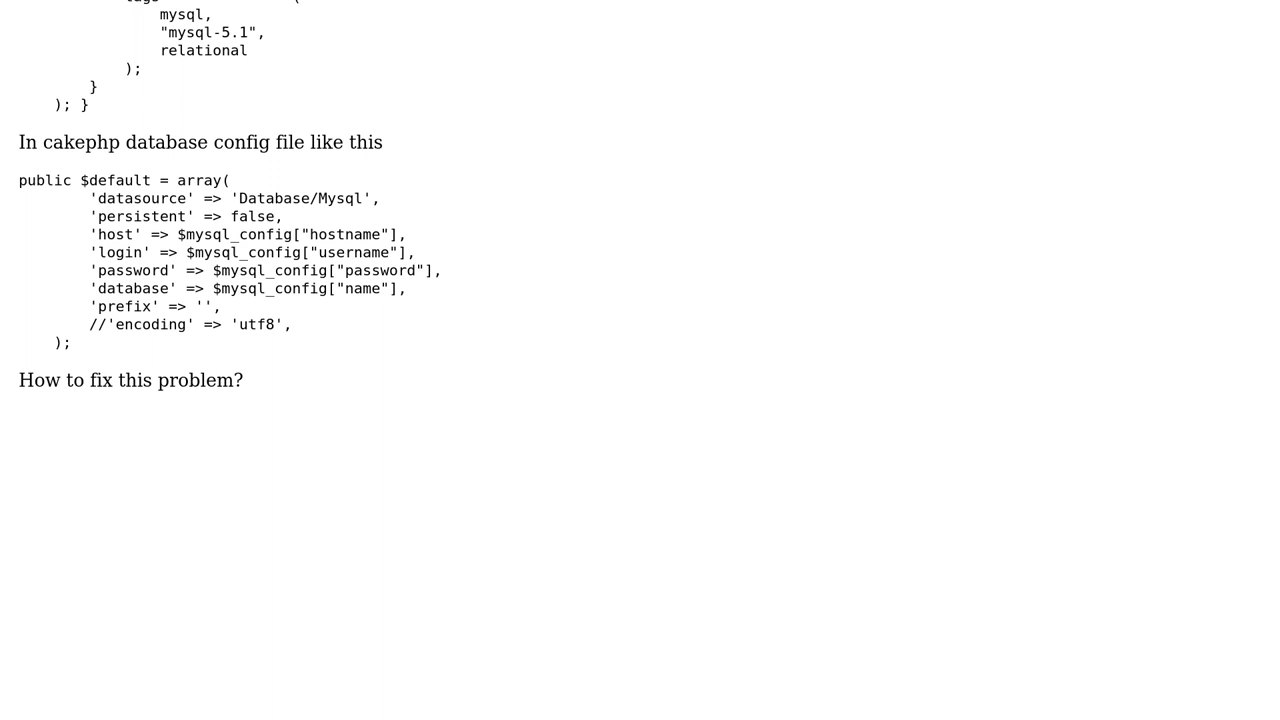 mysql,
"mysql-5.1",
relational
);
}
); }
In cakephp database config file like this
public $default = array(
'datasource' => 'Database/Mysql',
'persistent' => false,
'host' => $mysql_config["hostname"],
'login' => $mysql_config["username"],
'password' => $mysql_config["password"],
'database' => $mysql_config["name"],
'prefix' => '',
//'encoding' => 'utf8',
);
How to fix this problem?